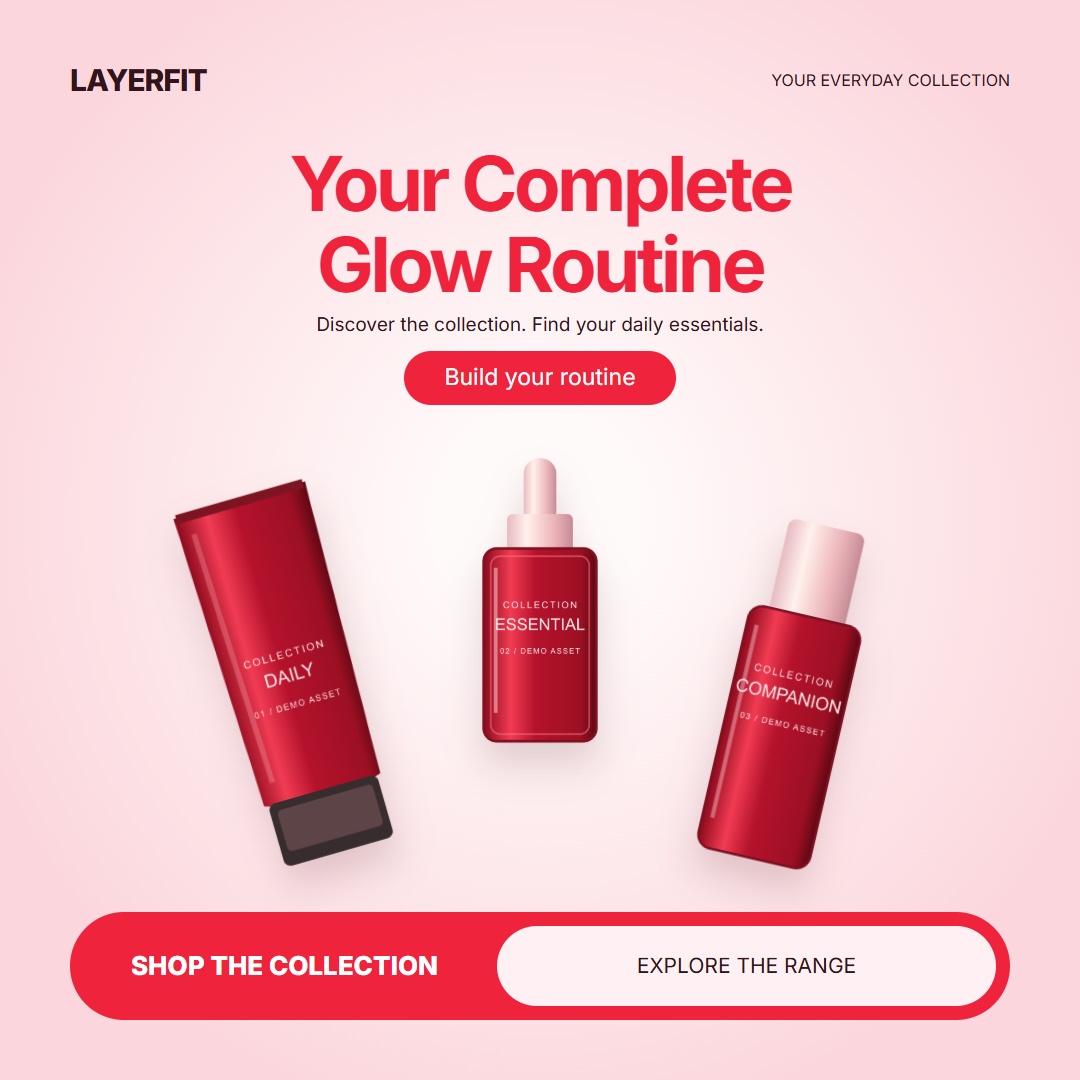 LAYERFIT
YOUR EVERYDAY COLLECTION
Your Complete
Glow Routine
Discover the collection. Find your daily essentials.
Build your routine
COLLECTION
DAILY
01 / DEMO ASSET
COLLECTION
ESSENTIAL
02 / DEMO ASSET
COLLECTION
COMPANION
03 / DEMO ASSET
SHOP THE COLLECTION
EXPLORE THE RANGE